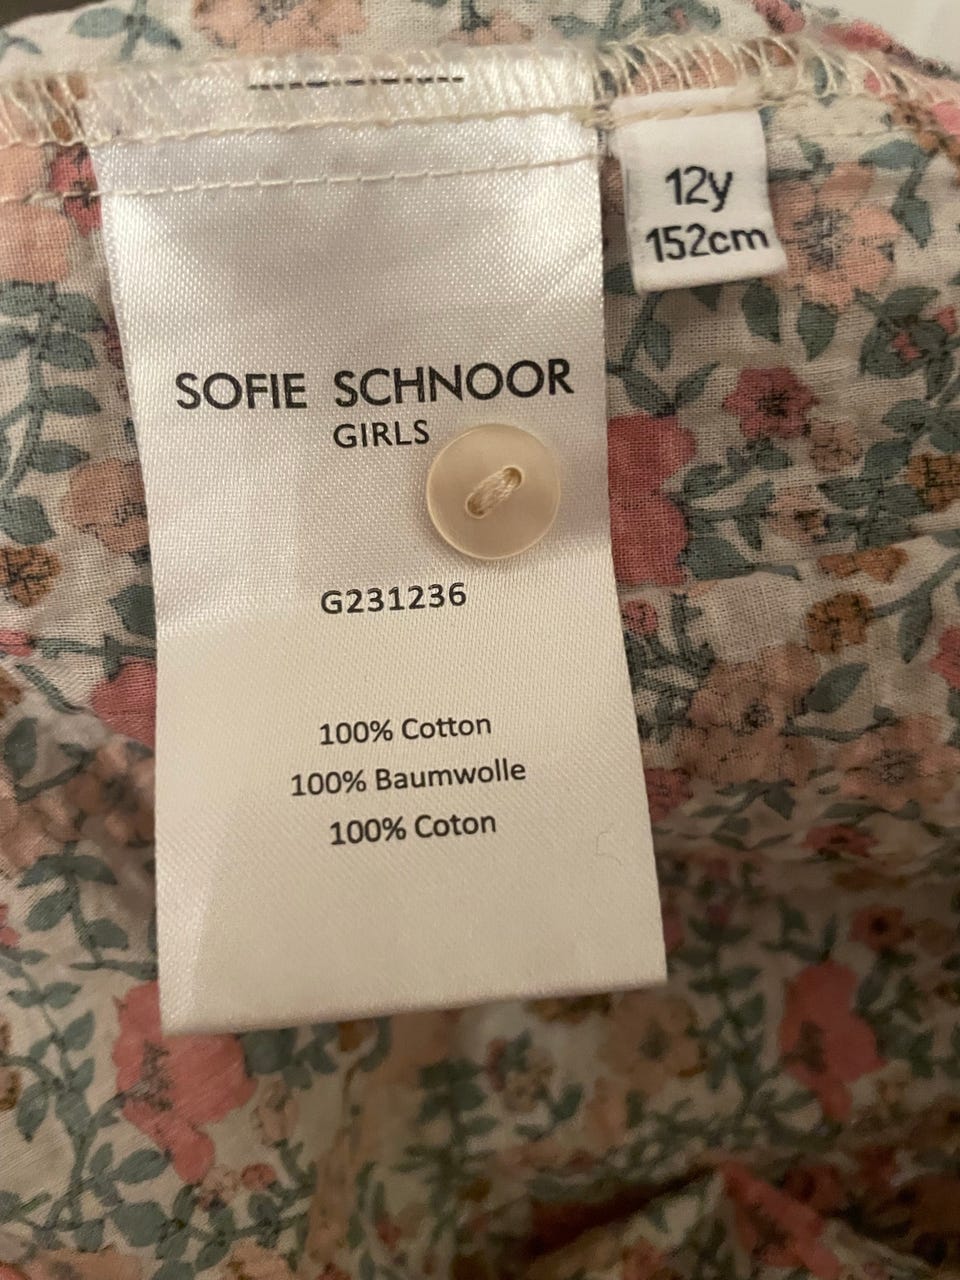 12y
152cm
SOFIE SCHNOOR
GIRLS
G231236
100% Cotton
100% Baumwolle
100% Coton